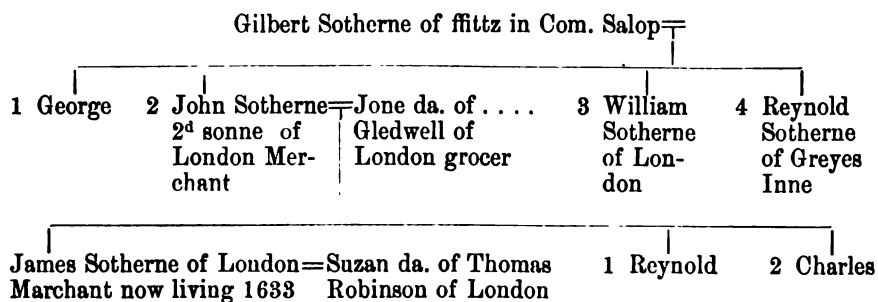 Gilbert Sotherne of ffittz in Com. Salop
1 George
2 John Sotherne=Jone da. of . . . .
2d sonne of Gledwell of
London Mer- London grocer
chant
3 William
Sotherne
of Lon-
don
4 Reynold
Sotherne
of Greyes
Inne
James Sotherne of London=Suzan da. of Thomas
Marchant now living 1633 Robinson of London
1 Reynold
2 Charles